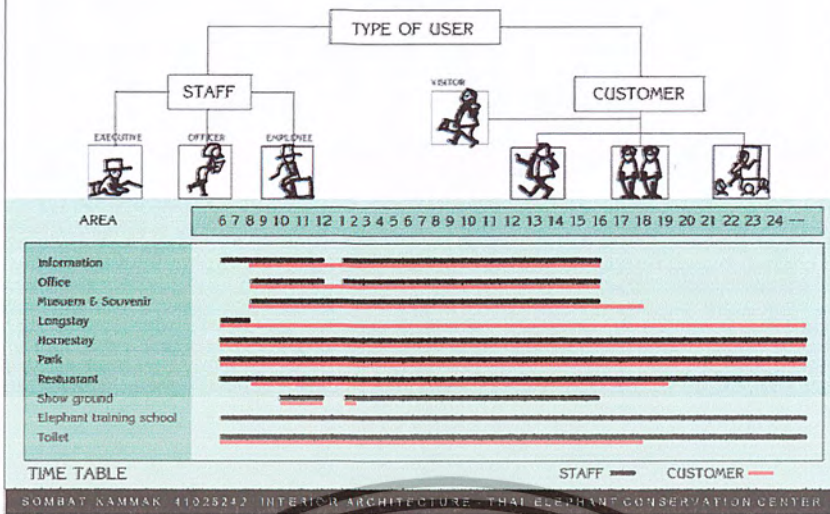 TYPE OF USER
STAFF
VISITOR
CUSTOMER
EXECUTIVE OFFICER EMPLOYEE
AREA 6 7 8 9 10 11 12 1 2 3 4 5 6 7 8 9 10 11 12 13 14 15 16 17 18 19 20 21 22 23 24 --
Information
Office
Museum & Souvenir
Longstay
Homestay
Park
Restuarant
Show ground
Elephant training school
Toilet
TIME TABLE STAFF CUSTOMER
SOMBAT KAMMAK 41025242 INTERIOR ARCHITECTURE - THAI ELEPHANT CONSERVATION CENTER